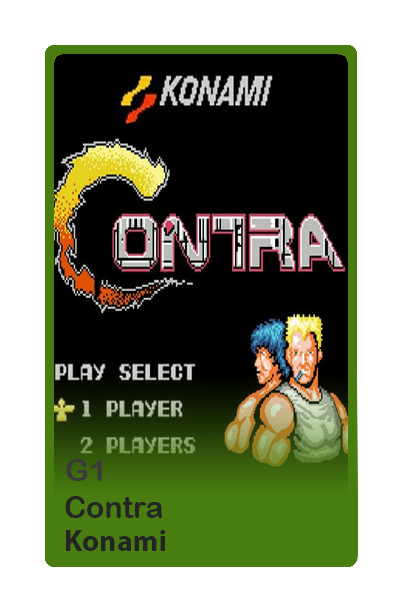 KONAMI
CONTRA
PLAY SELECT
1 PLAYER
2 PLAYERS
G1
Contra
Konami